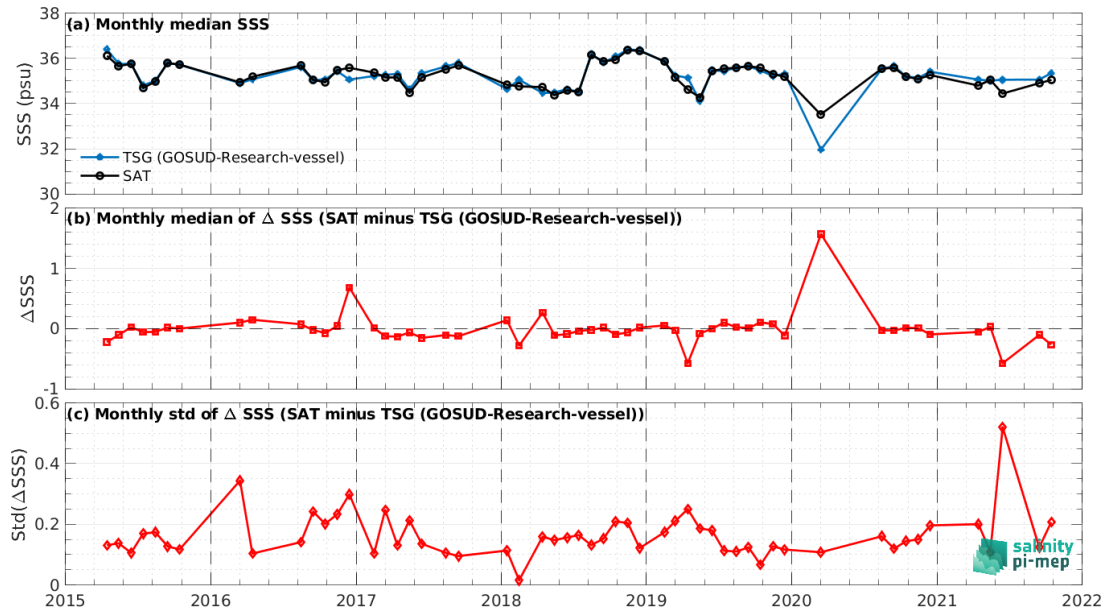 (a) Monthly median SSS
38
36
34
32
30
SSS (psu)
TSG (GOSUD-Research-vessel)
SAT
(b) Monthly median of Δ SSS (SAT minus TSG (GOSUD-Research-vessel))
2
1
0
-1
ΔSSS
(c) Monthly std of Δ SSS (SAT minus TSG (GOSUD-Research-vessel))
0.6
0.4
0.2
0
Std(ΔSSS)
salinity
pi-mep
2015 2016 2017 2018 2019 2020 2021 2022